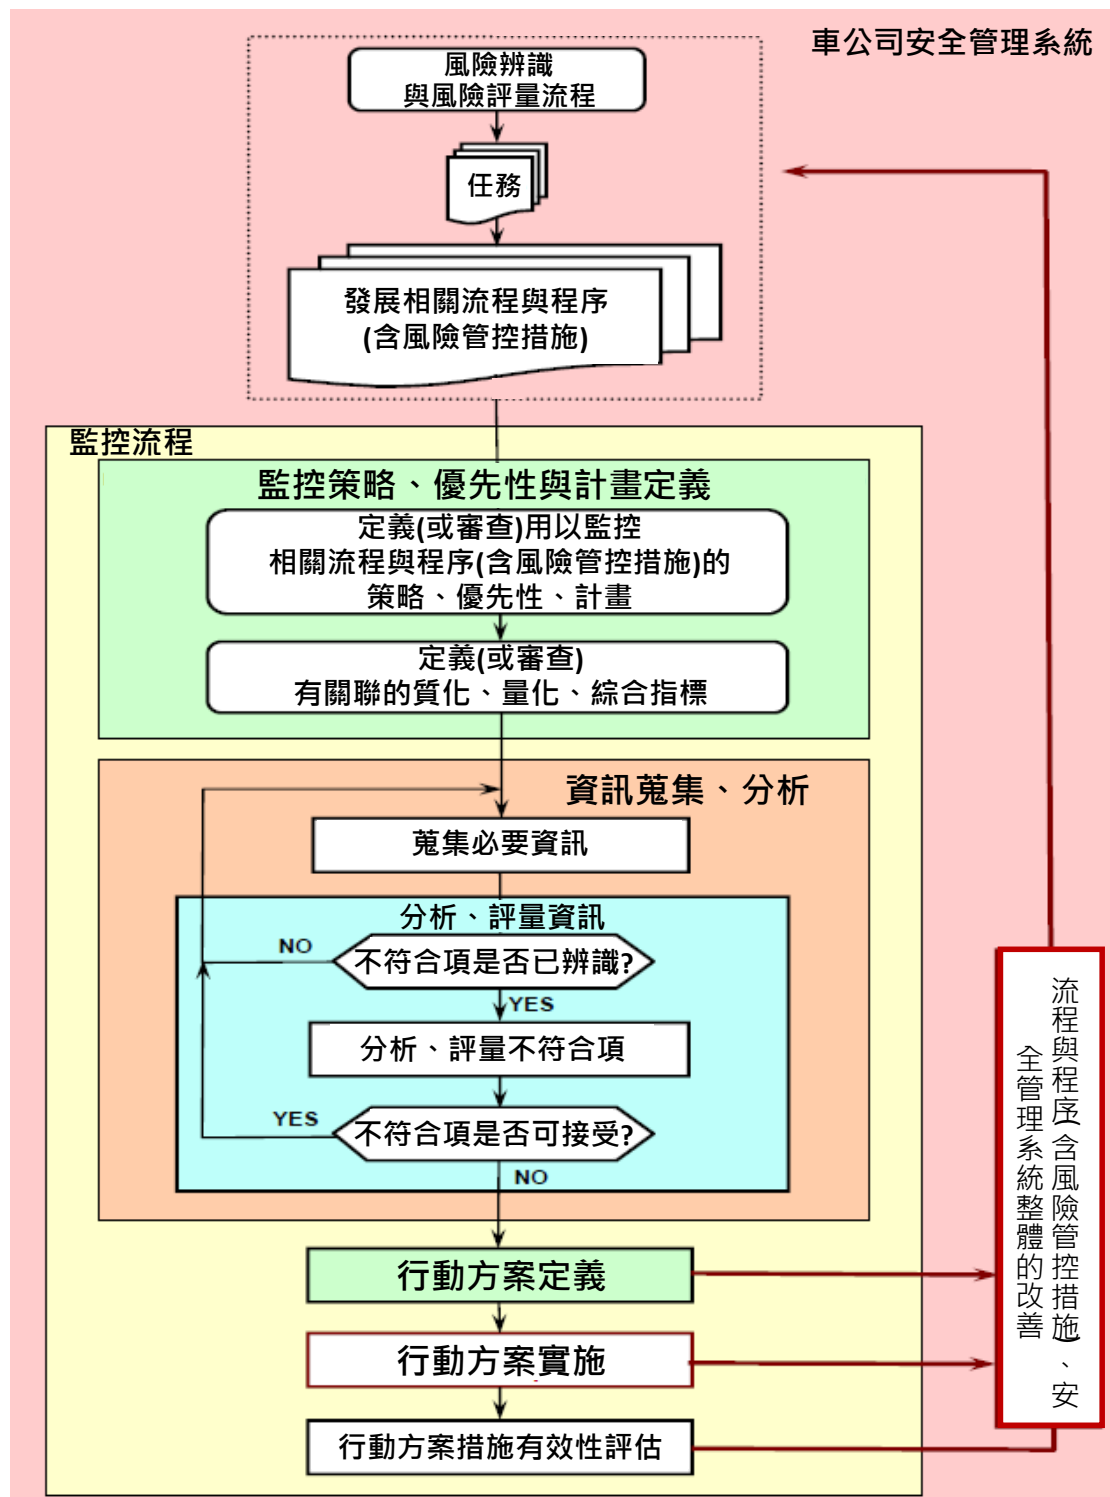 車公司安全管理系統
風險辨識
與風險評量流程
任務
發展相關流程與程序
(含風險管控措施)
監控流程
監控策略、優先性與計畫定義
定義(或審查)用以監控
相關流程與程序(含風險管控措施)的
策略、優先性、計畫
定義(或審查)
有關聯的質化、量化、綜合指標
資訊蒐集、分析
蒐集必要資訊
分析、評量資訊
NO
不符合項是否已辨識?
YES
分析、評量不符合項
YES
不符合項是否可接受?
NO
行動方案定義
行動方案實施
行動方案措施有效性評估
流程與程序(含風險管控措施)、安
全管理系統整體的改善